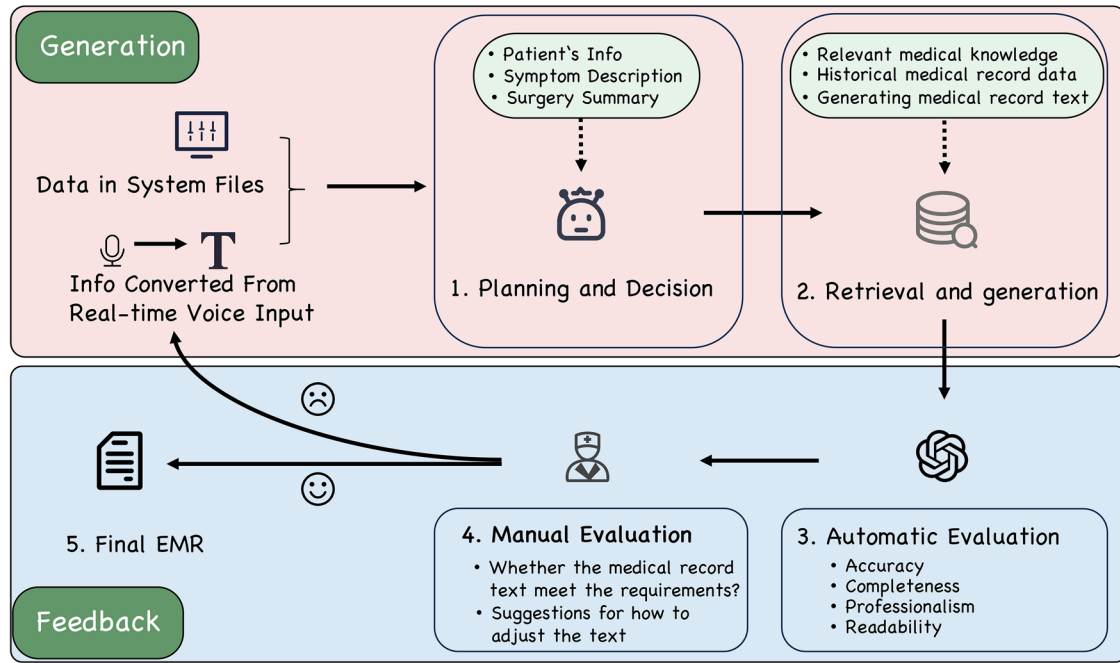 Generation
• Patient‘s Info
• Symptom Description
• Surgery Summary
• Relevant medical knowledge
• Historical medical record data
• Generating medical record text
Data in System Files
T
Info Converted From
Real-time Voice Input
1. Planning and Decision
2. Retrieval and generation
3. Automatic Evaluation
• Accuracy
• Completeness
• Professionalism
• Readability
4. Manual Evaluation
• Whether the medical record
text meet the requirements?
• Suggestions for how to
adjust the text
5. Final EMR
Feedback